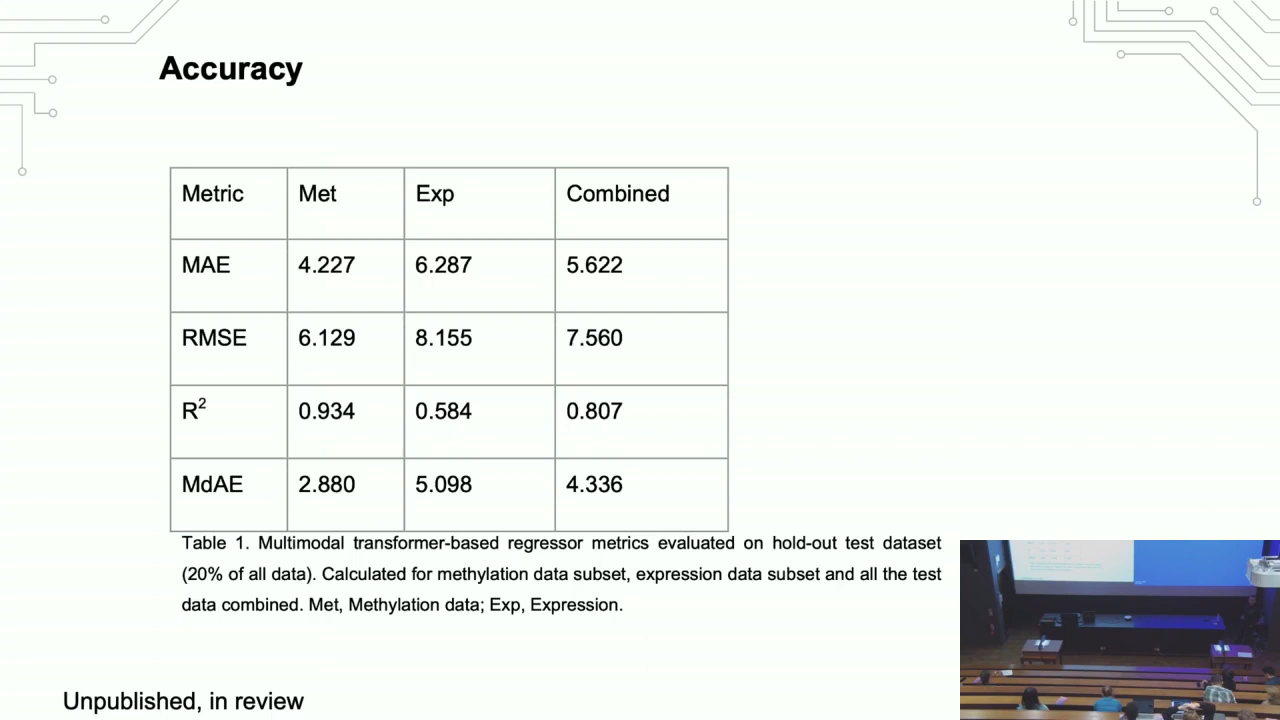 Accuracy
Metric Met Exp Combined
MAE 4.227 6.287 5.622
RMSE 6.129 8.155 7.560
R² 0.934 0.584 0.807
MdAE 2.880 5.098 4.336
Table 1. Multimodal transformer-based regressor metrics evaluated on hold-out test dataset
(20% of all data). Calculated for methylation data subset, expression data subset and all the test
data combined. Met, Methylation data; Exp, Expression.
Unpublished, in review